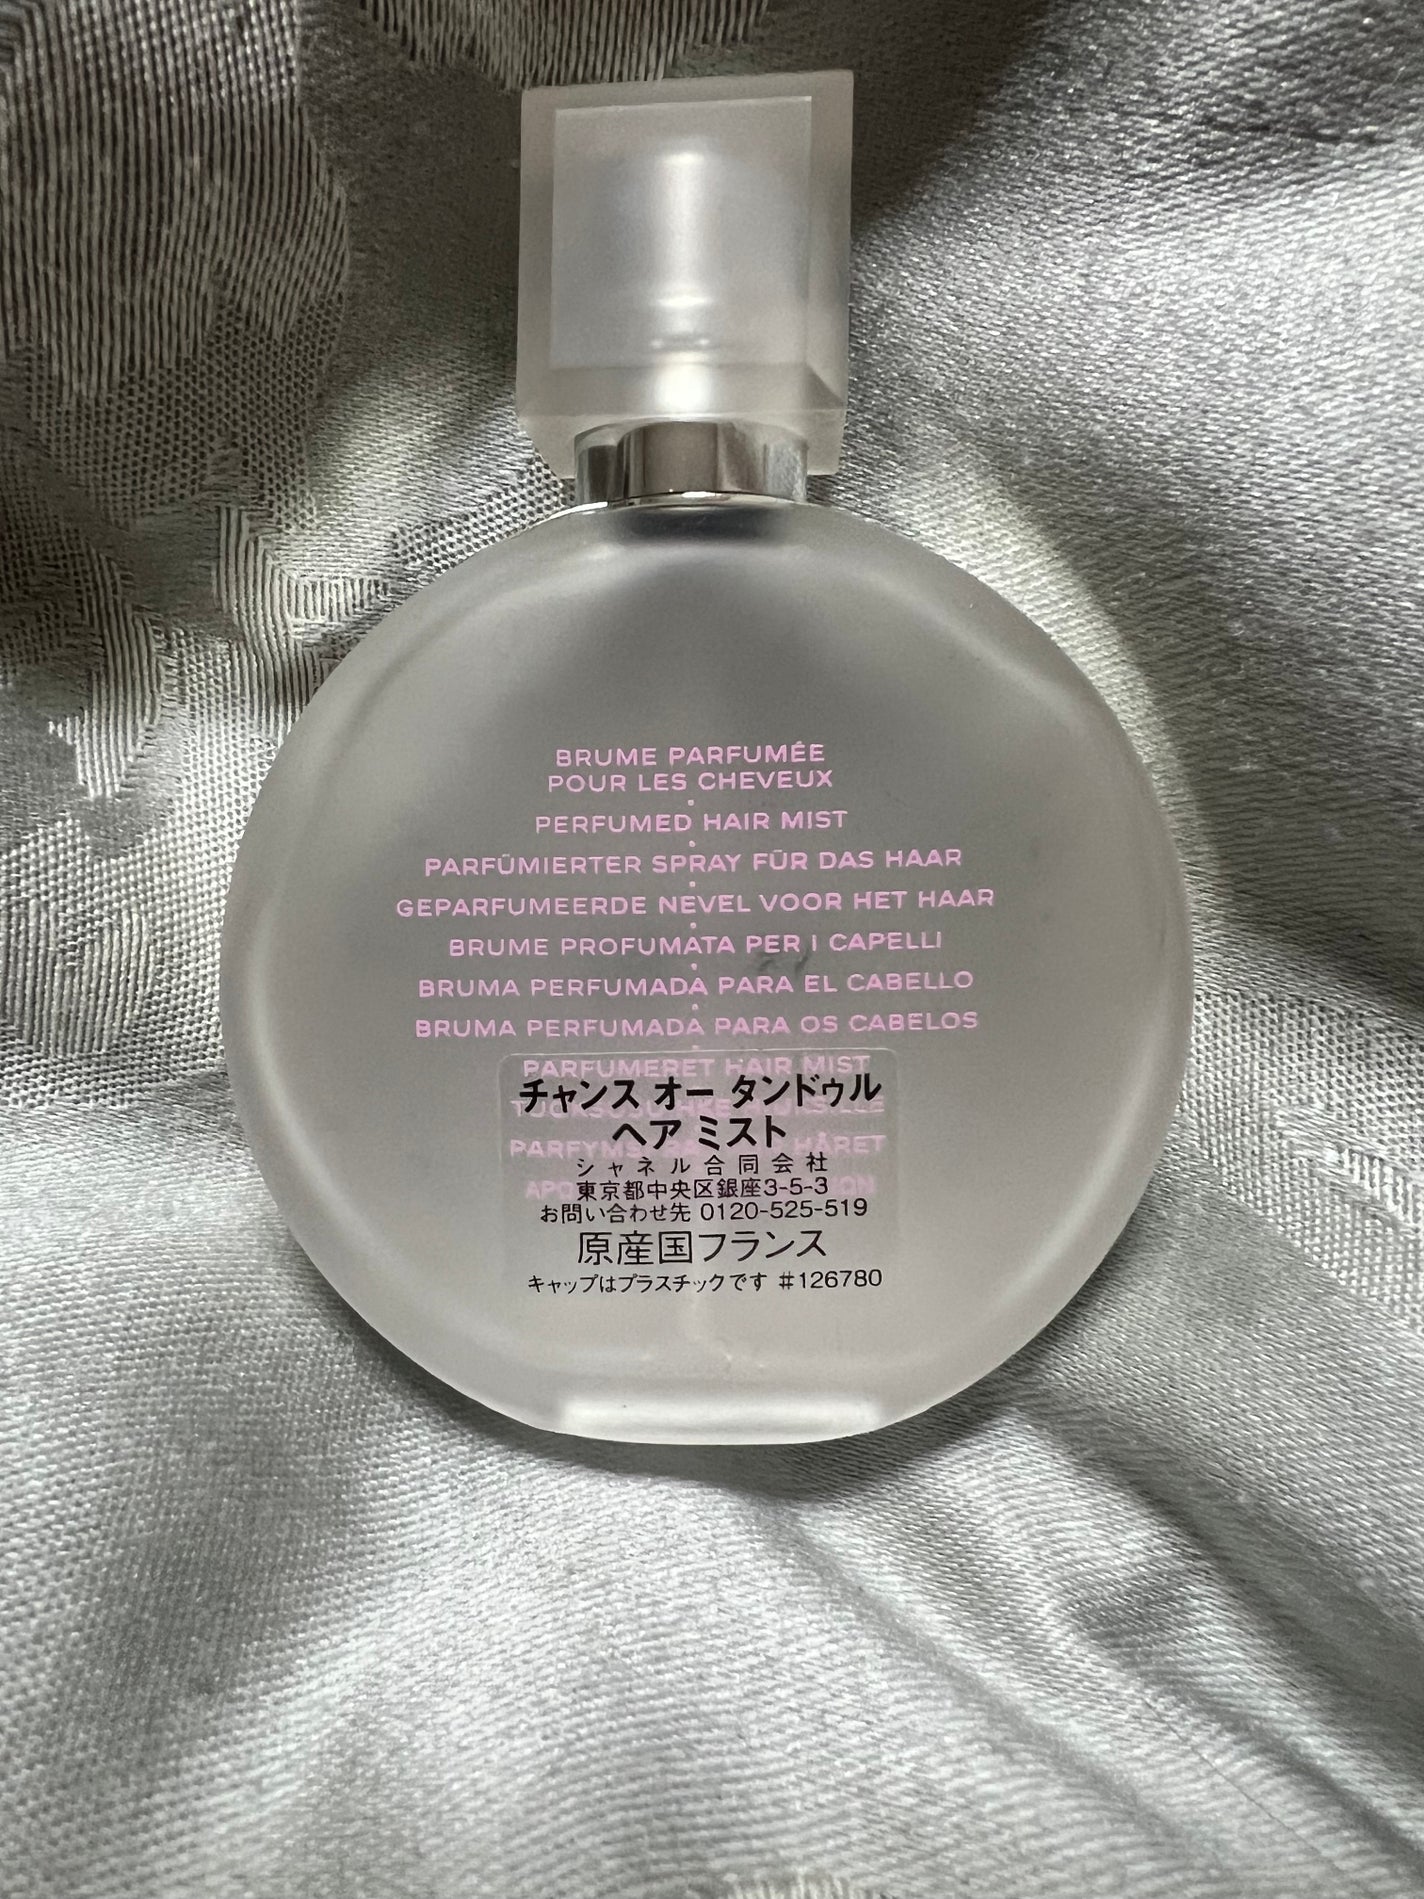 BRUME PARFUMÉE
POUR LES CHEVEUX
PERFUMED HAIR MIST
PARFÜMIERTER SPRAY FÜR DAS HAAR
GEPARFUMEERDE NEVEL VOOR HET HAAR
BRUME PROFUMATA PER I CAPELLI
BRUMA PERFUMADA PARA EL CABELLO
BRUMA PERFUMADA PARA OS CABELOS
PARFUMERET HAIR MIST
チャンス オー タンドゥル
ヘア ミスト
HÅRET
シャネル合同会社
東京都中央区銀座3-5-3
お問い合わせ先 0120-525-519
原産国フランス
キャップはプラスチックです #126780